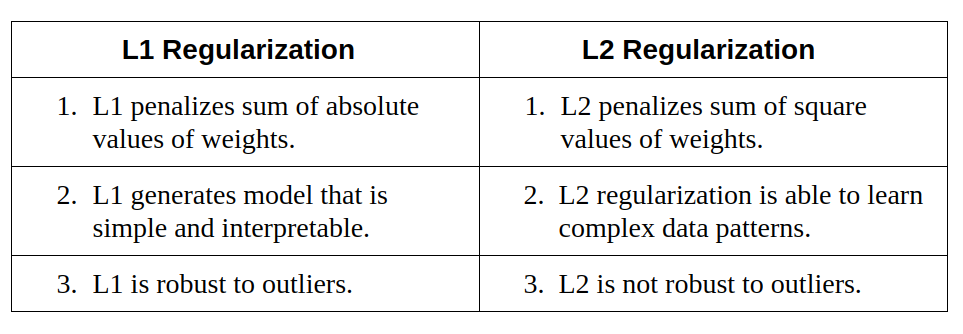 L1 Regularization
L2 Regularization
1. L1 penalizes sum of absolute
values of weights.
1. L2 penalizes sum of square
values of weights.
2. L1 generates model that is
simple and interpretable.
2. L2 regularization is able to learn
complex data patterns.
3. L1 is robust to outliers.
3. L2 is not robust to outliers.